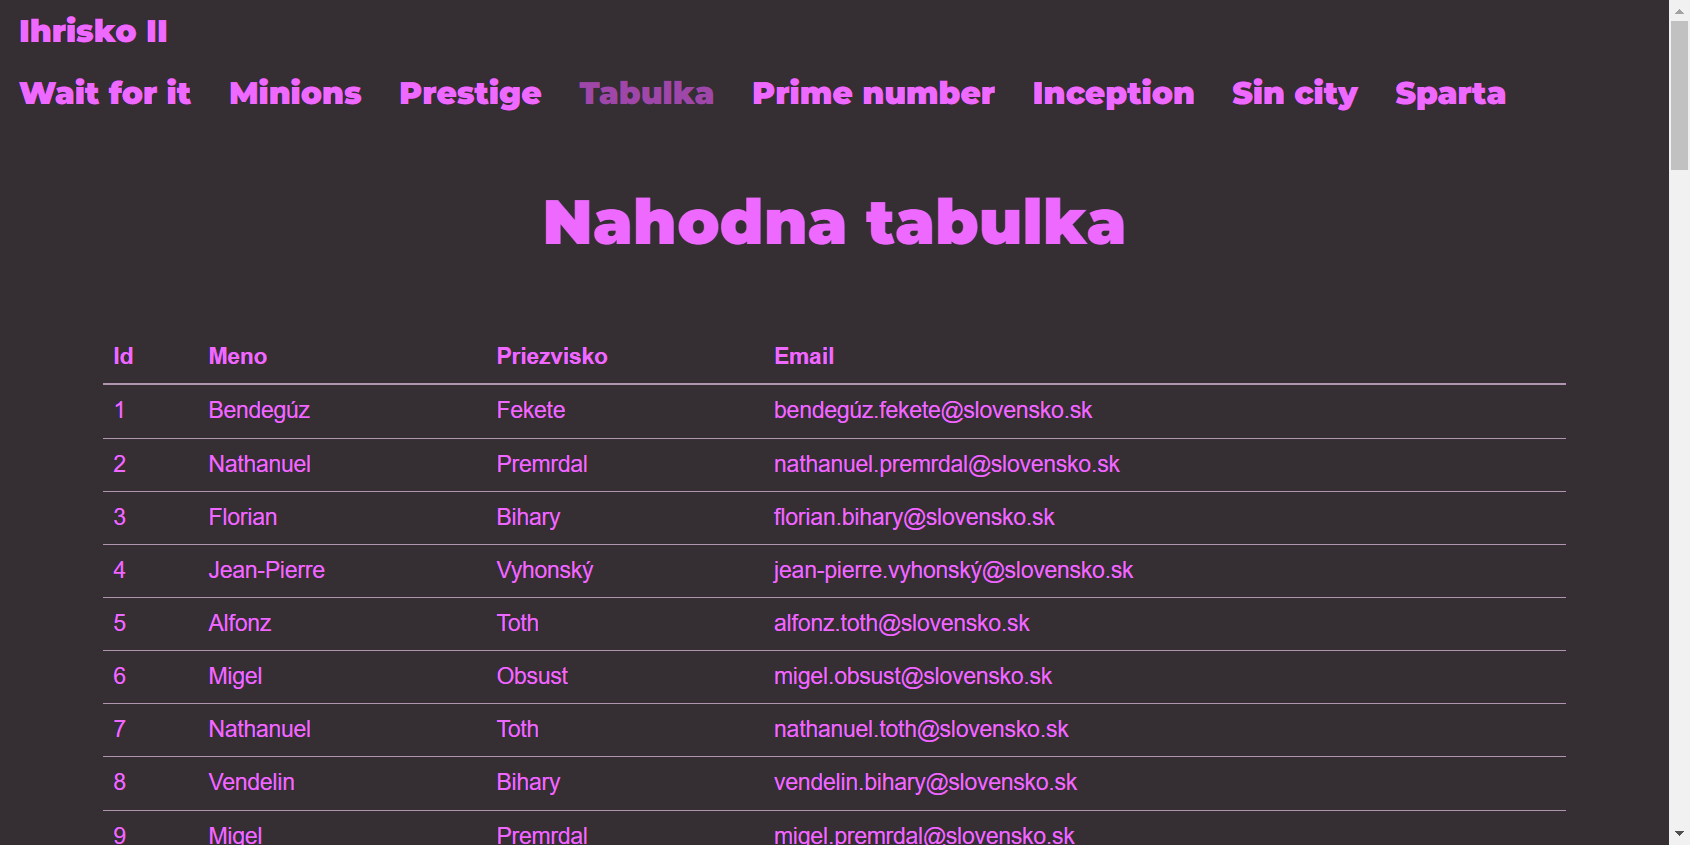 Ihrisko II
Wait for it Minions Prestige Tabulka Prime number Inception Sin city Sparta
Nahodna tabulka
Id Meno Priezvisko Email
1 Bendegúz Fekete bendegúz.fekete@slovensko.sk
2 Nathanuel Premrdal nathanuel.premrdal@slovensko.sk
3 Florian Bihary florian.bihary@slovensko.sk
4 Jean-Pierre Vyhonský jean-pierre.vyhonský@slovensko.sk
5 Alfonz Toth alfonz.toth@slovensko.sk
6 Migel Obsust migel.obsust@slovensko.sk
7 Nathanuel Toth nathanuel.toth@slovensko.sk
8 Vendelin Bihary vendelin.bihary@slovensko.sk
9 Migel Premrdal migel.premrdal@slovensko.sk